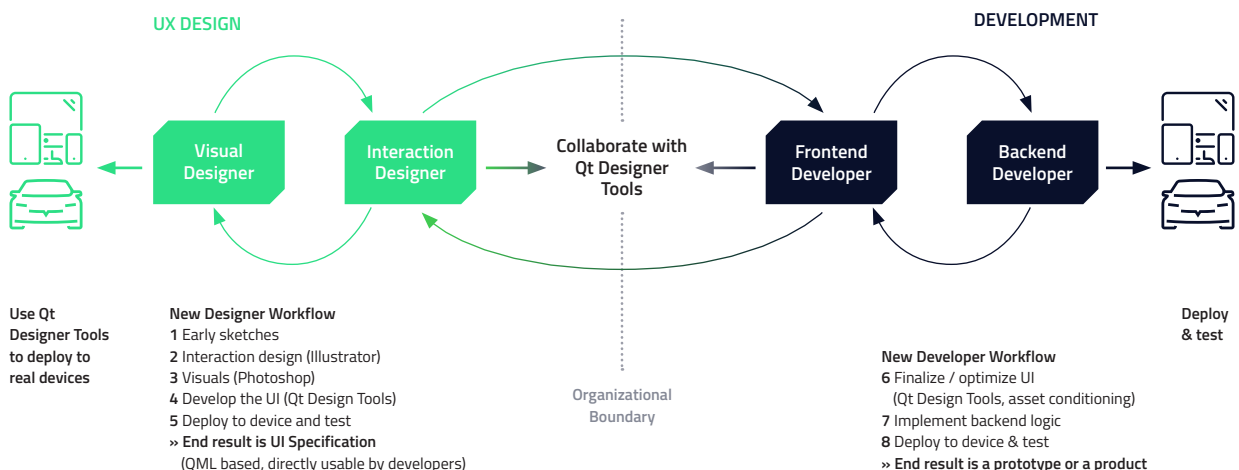 UX DESIGN
DEVELOPMENT
Visual
Designer
Interaction
Designer
Collaborate with
Qt Designer
Tools
Frontend
Developer
Backend
Developer
Use Qt
Designer Tools
to deploy to
real devices
New Designer Workflow
1 Early sketches
2 Interaction design (Illustrator)
3 Visuals (Photoshop)
4 Develop the UI (Qt Design Tools)
5 Deploy to device and test
» End result is UI Specification
(QML based, directly usable by developers)
Organizational
Boundary
Deploy
& test
New Developer Workflow
6 Finalize / optimize UI
(Qt Design Tools, asset conditioning)
7 Implement backend logic
8 Deploy to device & test
» End result is a prototype or a product